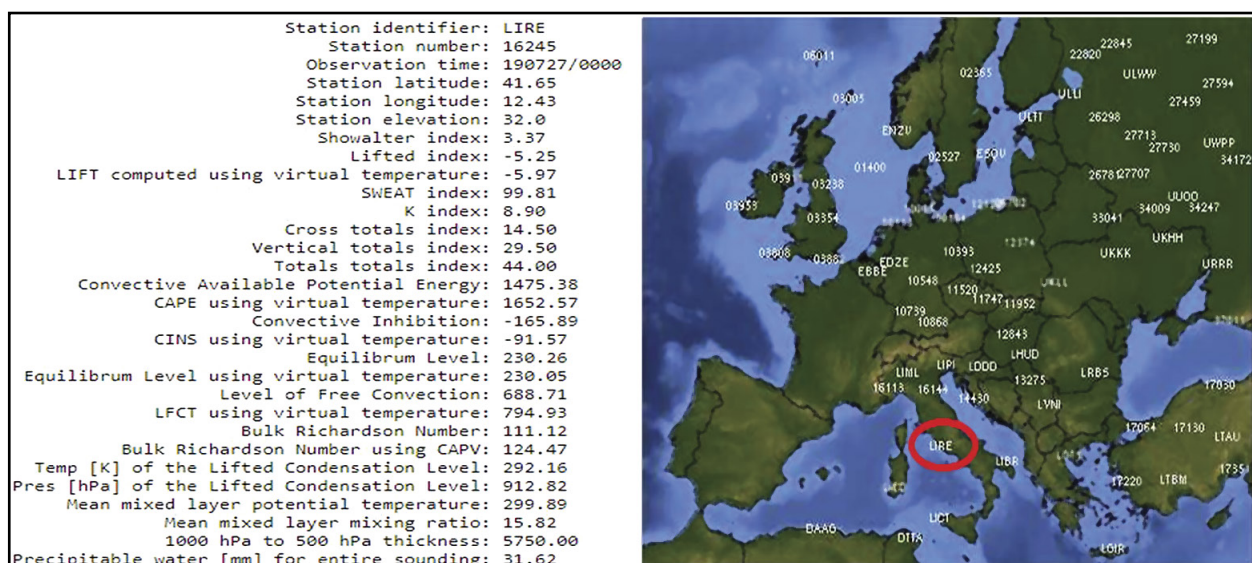 Station identifier: LIRE
Station number: 16245
Observation time: 190727/0000
Station latitude: 41.65
Station longitude: 12.43
Station elevation: 32.0
Showalter index: 3.37
Lifted index: -5.25
LIFT computed using virtual temperature: -5.97
SWEAT index: 99.81
K index: 8.90
Cross totals index: 14.50
Vertical totals index: 29.50
Totals totals index: 44.00
Convective Available Potential Energy: 1475.38
CAPE using virtual temperature: 1652.57
Convective Inhibition: -165.89
CINS using virtual temperature: -91.57
Equilibrum Level: 230.26
Equilibrum Level using virtual temperature: 230.05
Level of Free Convection: 688.71
LFCT using virtual temperature: 794.93
Bulk Richardson Number: 111.12
Bulk Richardson Number using CAPV: 124.47
Temp [K] of the Lifted Condensation Level: 292.16
Pres [hPa] of the Lifted Condensation Level: 912.82
Mean mixed layer potential temperature: 299.89
Mean mixed layer mixing ratio: 15.82
1000 hPa to 500 hPa thickness: 5750.00
Precipitable water [mm] for entire sounding: 31.62
27199
22845
22820
06011
02365
ULWW
27594
ULLI
03005
27459
ENZV
ULTT
26298
27713
27730
UWPP
02527
ESQV
34172
01400
03238
26781
27707
UUOO
03953
34009
34247
03354
33041
12374
UKHH
03808
03882
EDZE
10393
UKKK
EBBE
12425
URRR
10548
11520
11747
11952
10739
10868
12843
LHUD
LIPI
LIML
LDDD
LRBS
13275
16113
16144
14430
LYNI
17030
17064
17130
LTAU
LIRE
LIBR
17220
LTBM
17351
LICT
DAAG
DTTA
LGIR